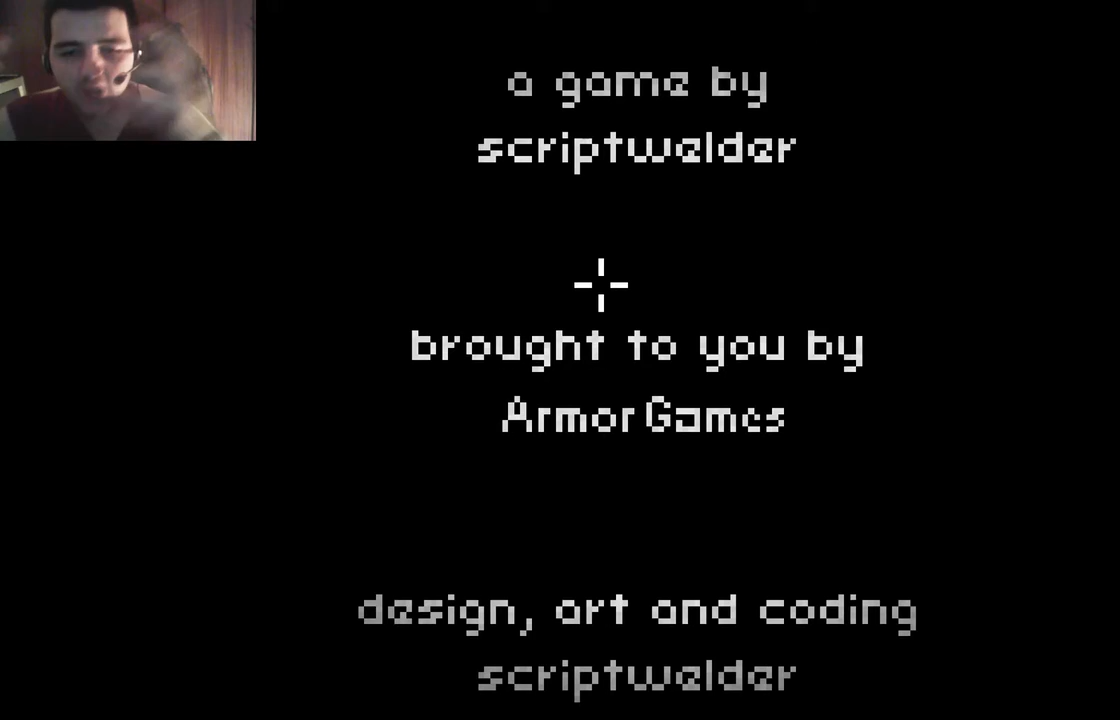 a game by
scriptwelder
brought to you by
ArmorGames
design, art and coding
scriptwelder